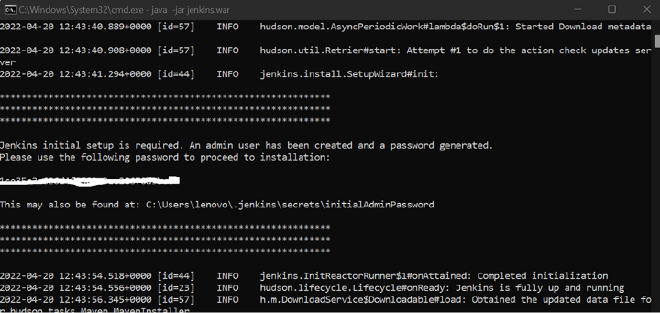 C:\Windows\System32\cmd.exe - java -jar jenkins.war
2022-04-20 12:43:40.889+0000 [id=57] INFO hudson.model.AsyncPeriodicWork#lambda$doRun$1: Started Download metadata
2022-04-20 12:43:40.908+0000 [id=57] INFO hudson.util.Retrier#start: Attempt #1 to do the action check updates ser
ver
2022-04-20 12:43:41.294+0000 [id=44] INFO jenkins.install.SetupWizard#init:
*************************************************************
*************************************************************
*************************************************************
Jenkins initial setup is required. An admin user has been created and a password generated.
Please use the following password to proceed to installation:
This may also be found at: C:\Users\lenovo\.jenkins\secrets\initialAdminPassword
*************************************************************
*************************************************************
*************************************************************
2022-04-20 12:43:54.518+0000 [id=44] INFO jenkins.InitReactorRunner$1#onAttained: Completed initialization
2022-04-20 12:43:54.556+0000 [id=23] INFO hudson.lifecycle.Lifecycle#onReady: Jenkins is fully up and running
2022-04-20 12:43:56.345+0000 [id=57] INFO h.m.DownloadService$Downloadable#load: Obtained the updated data file fo
r hudson.tasks.Maven.MavenInstaller